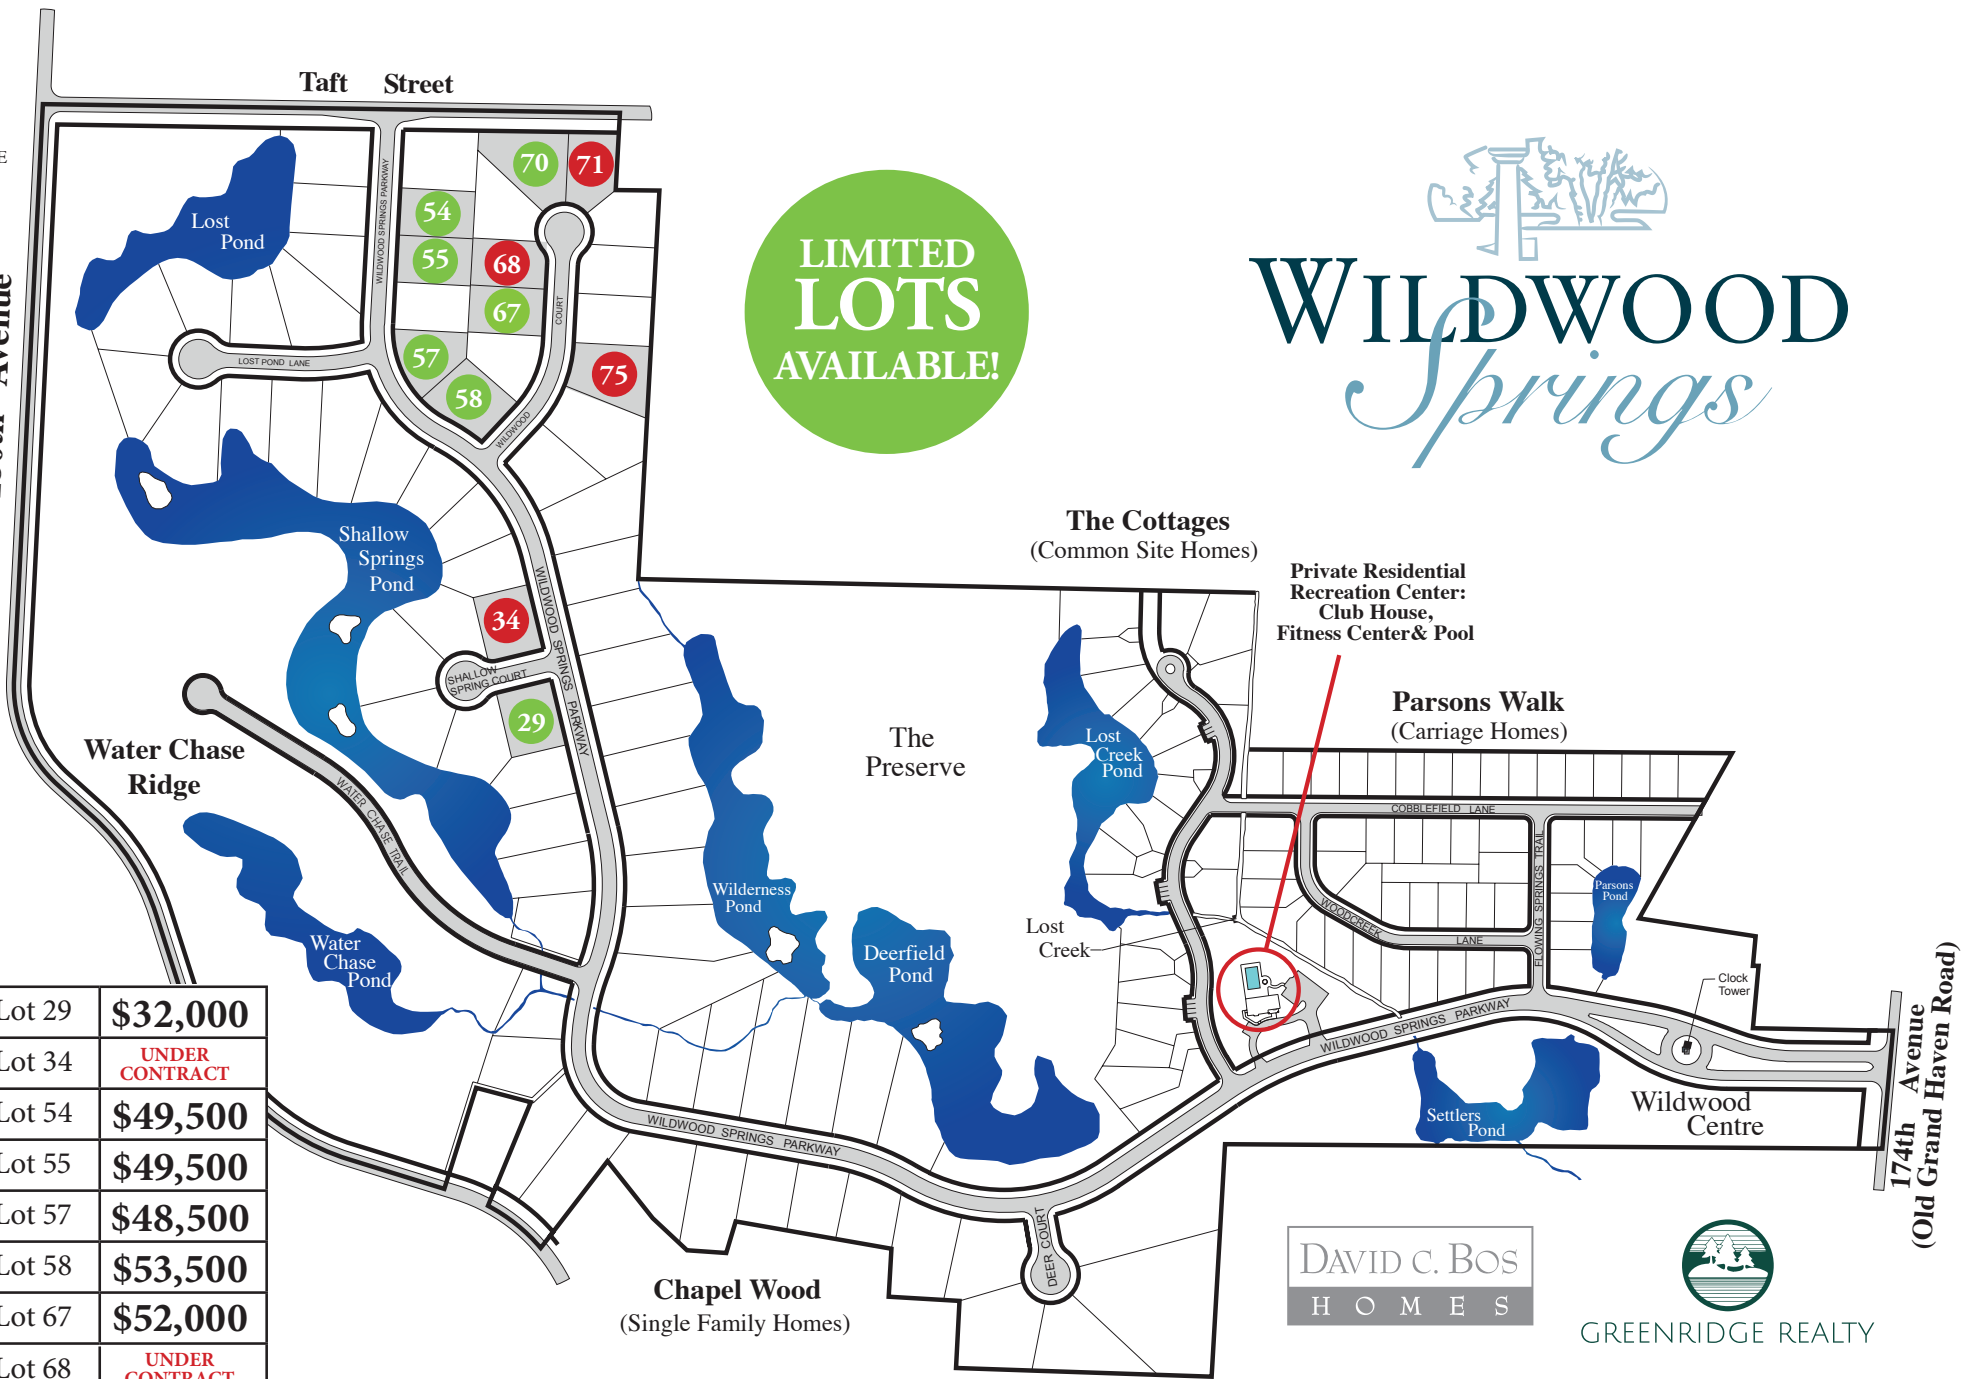 Taft Street
E
Avenue
WILDWOOD SPRINGS PARKWAY
70
71
54
55
68
67
57
58
75
COURT
WILDWOOD
Lost
Pond
LOST POND LANE
LIMITED
LOTS
AVAILABLE!
WILDWOOD
Springs
Shallow
Springs
Pond
34
SHALLOW
SPRING COURT
29
WILDWOOD SPRINGS PARKWAY
The Cottages
(Common Site Homes)
Private Residential
Recreation Center:
Club House,
Fitness Center& Pool
Parsons Walk
(Carriage Homes)
Water Chase
Ridge
WATER CHASE TRAIL
The
Preserve
Lost
Creek
Pond
COBBLEFIELD LANE
FLOWING SPRINGS TRAIL
WOODCREEK
LANE
Parsons
Pond
Wilderness
Pond
Water
Chase
Pond
Deerfield
Pond
Lost
Creek
Clock
Tower
WILDWOOD SPRINGS PARKWAY
174th Avenue
(Old Grand Haven Road)
Settlers
Pond
Wildwood
Centre
WILDWOOD SPRINGS PARKWAY
DEER COURT
Chapel Wood
(Single Family Homes)
Lot 29 $32,000
Lot 34 UNDER
CONTRACT
Lot 54 $49,500
Lot 55 $49,500
Lot 57 $48,500
Lot 58 $53,500
Lot 67 $52,000
Lot 68 UNDER
CONTRACT
DAVID C. BOS
HOMES
GREENRIDGE REALTY